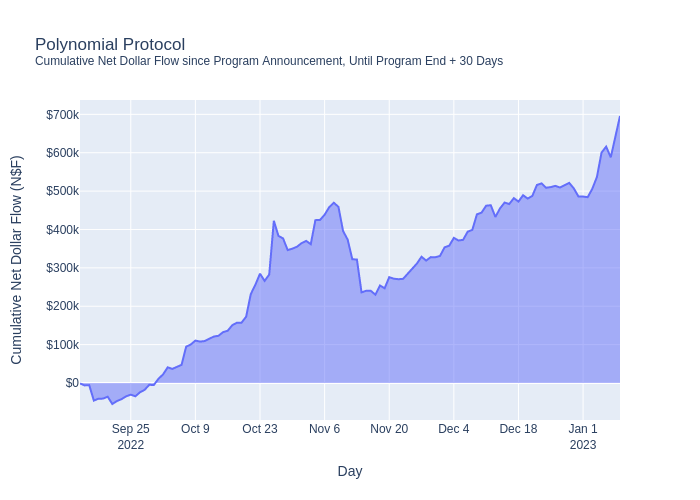 Polynomial Protocol
Cumulative Net Dollar Flow since Program Announcement, Until Program End + 30 Days
Cumulative Net Dollar Flow (N$F)
$700k
$600k
$500k
$400k
$300k
$200k
$100k
$0
Sep 25 Oct 9 Oct 23 Nov 6 Nov 20 Dec 4 Dec 18 Jan 1
2022 2023
Day